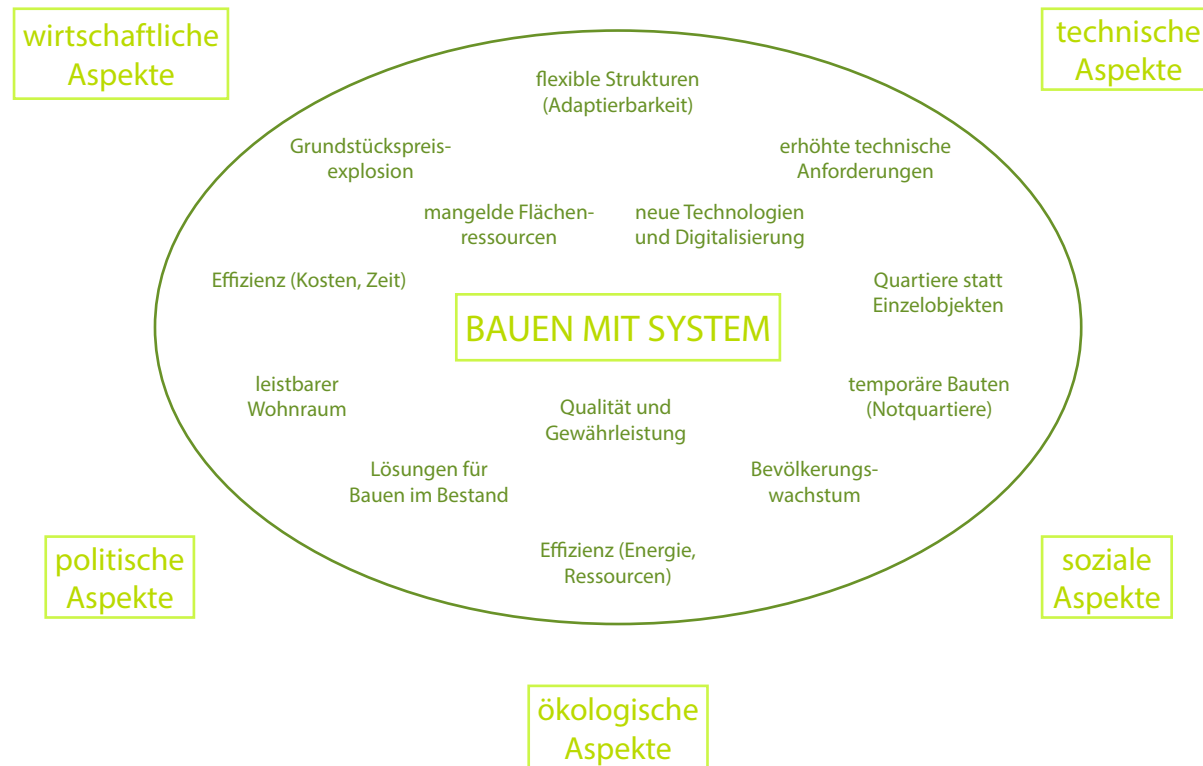 wirtschaftliche
Aspekte
technische
Aspekte
flexible Strukturen
(Adaptierbarkeit)
Grundstückspreis-
explosion
erhöhte technische
Anforderungen
mangelde Flächen-
ressourcen
neue Technologien
und Digitalisierung
Effizienz (Kosten, Zeit)
Quartiere statt
Einzelobjekten
BAUEN MIT SYSTEM
leistbarer
Wohnraum
Qualität und
Gewährleistung
temporäre Bauten
(Notquartiere)
Lösungen für
Bauen im Bestand
Bevölkerungs-
wachstum
Effizienz (Energie,
Ressourcen)
politische
Aspekte
soziale
Aspekte
ökologische
Aspekte